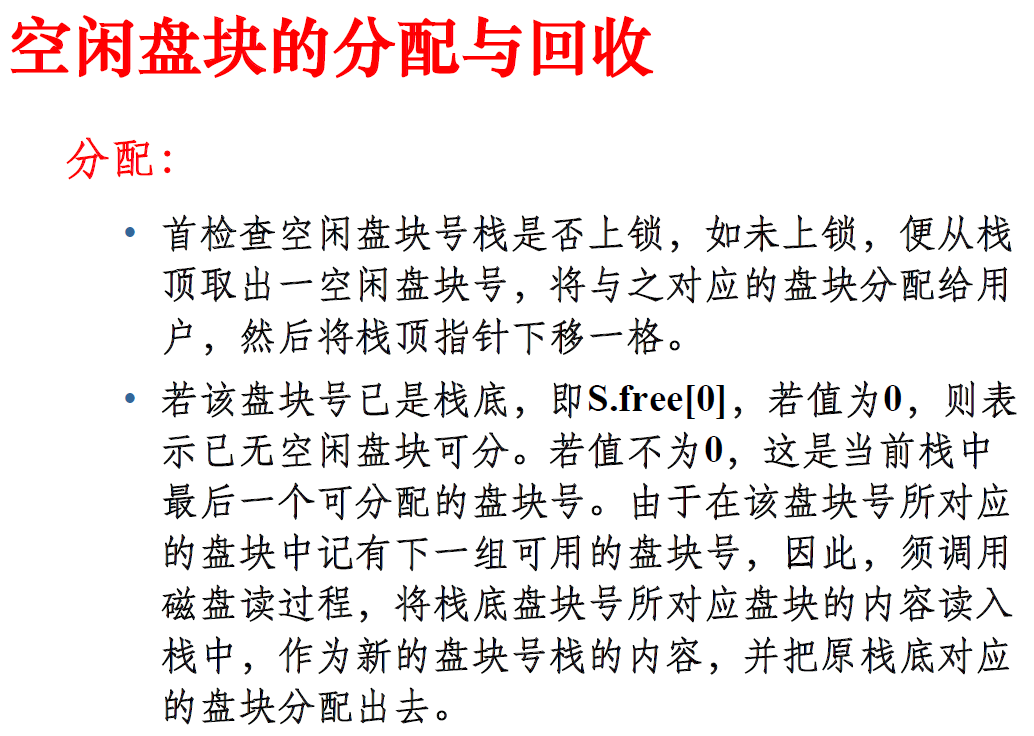 空闲盘块的分配与回收
分配：
• 首检查空闲盘块号栈是否上锁，如未上锁，便从栈
顶取出一空闲盘块号，将与之对应的盘块分配给用
户，然后将栈顶指针下移一格。
• 若该盘块号已是栈底，即S.free[0]，若值为0，则表
示已无空闲盘块可分。若值不为0，这是当前栈中
最后一个可分配的盘块号。由于在该盘块号所对应
的盘块中记有下一组可用的盘块号，因此，须调用
磁盘读过程，将栈底盘块号所对应盘块的内容读入
栈中，作为新的盘块号栈的内容，并把原栈底对应
的盘块分配出去。